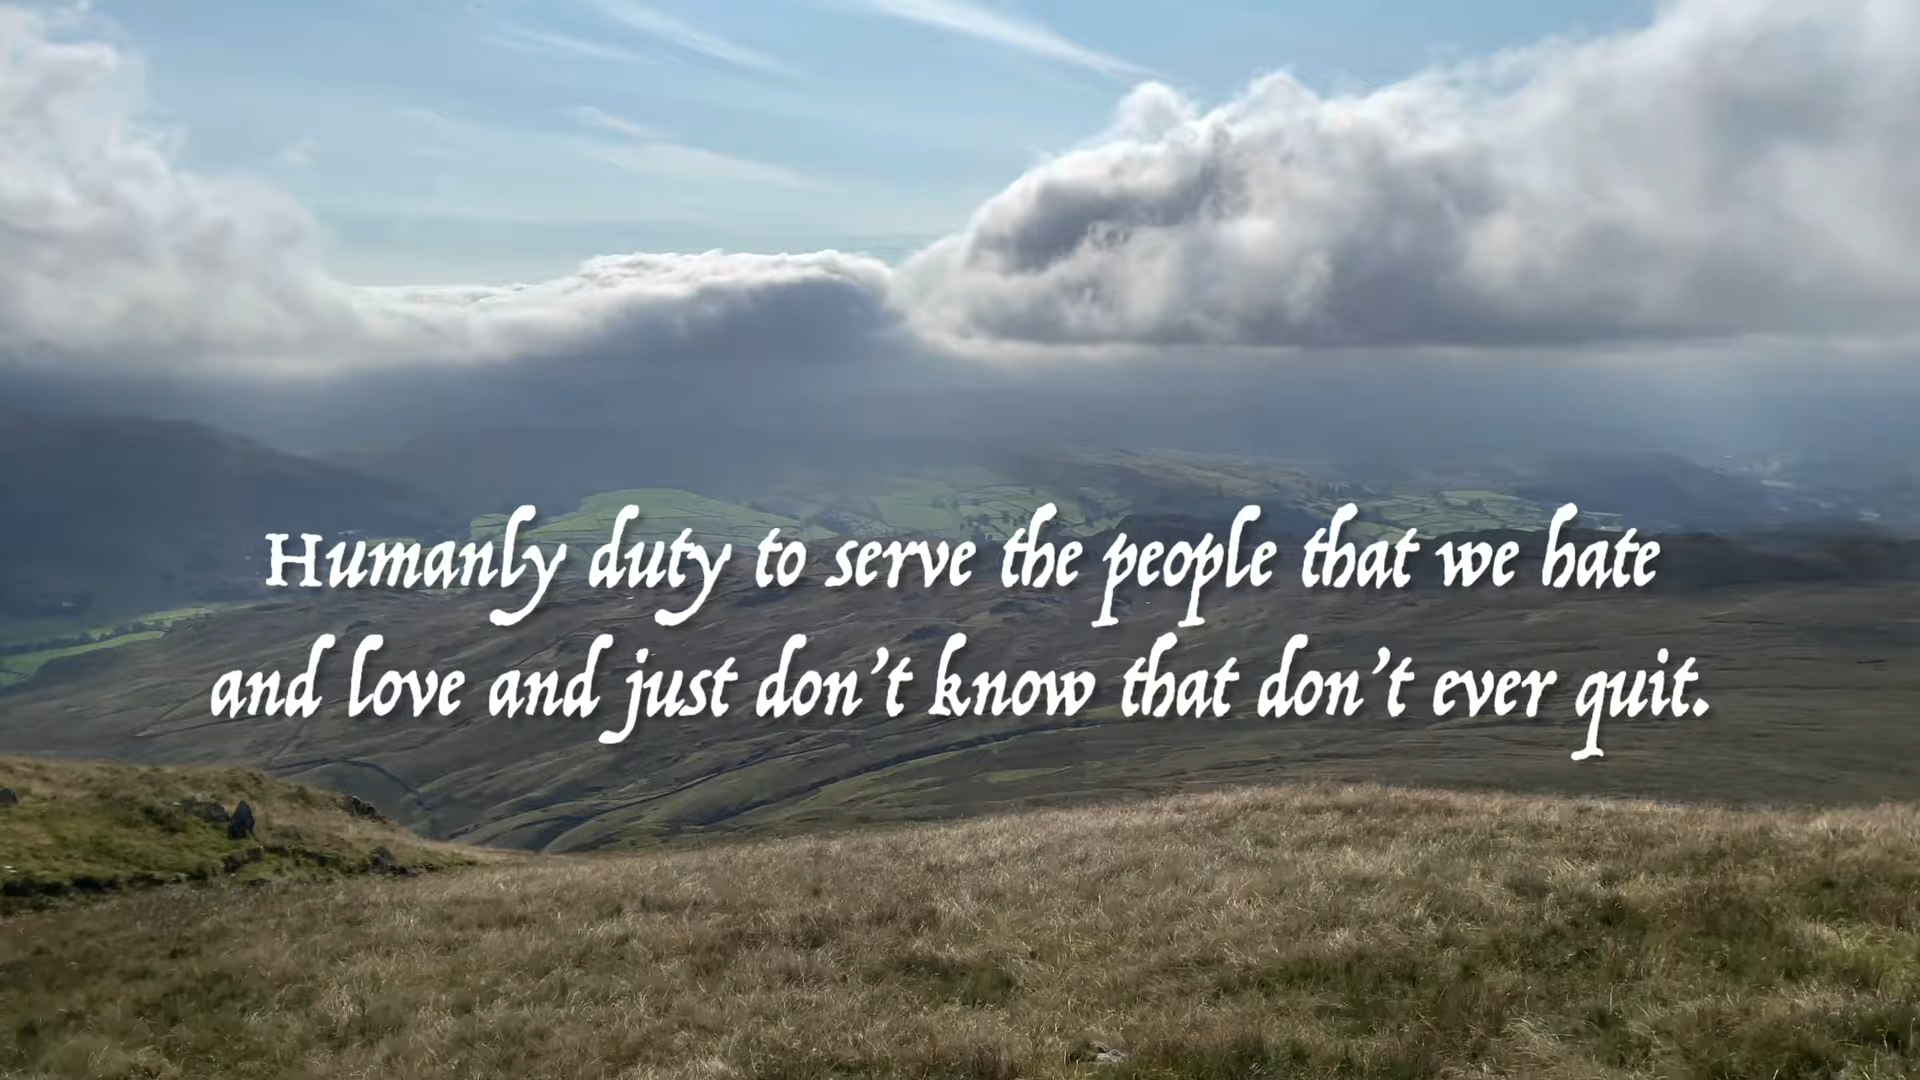 Humanly duty to serve the people that we hate
and love and just don't know that don't ever quit.